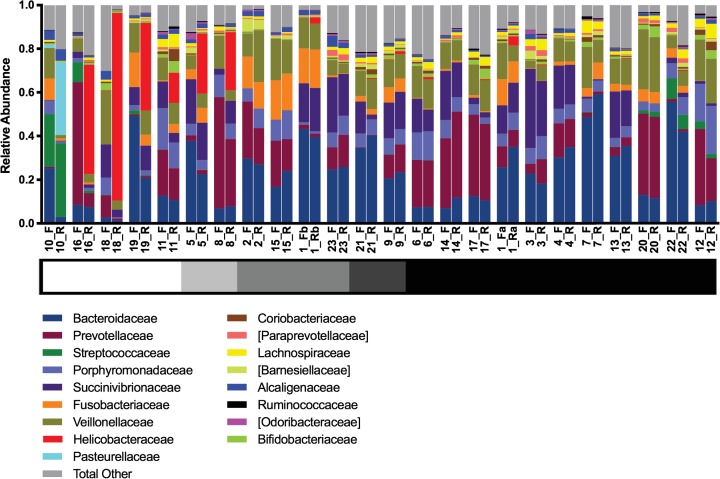 1.0
0.8
0.6
0.4
0.2
0.0
Relative Abundance
10_F
10_R
16_F
16_R
18_F
18_R
19_F
19_R
11_F
11_R
5_F
5_R
8_F
8_R
2_F
2_R
15_F
15_R
1_Fb
1_Rb
23_F
23_R
21_F
21_R
9_F
9_R
6_F
6_R
14_F
14_R
17_F
17_R
1_Fa
1_Ra
3_F
3_R
4_F
4_R
7_F
7_R
13_F
13_R
20_F
20_R
22_F
22_R
12_F
12_R
Bacteroidaceae
Prevotellaceae
Streptococcaceae
Porphyromonadaceae
Succinivibrionaceae
Fusobacteriaceae
Veillonellaceae
Helicobacteraceae
Pasteurellaceae
Total Other
Coriobacteriaceae
[Paraprevotellaceae]
Lachnospiraceae
[Barnesiellaceae]
Alcaligenaceae
Ruminococcaceae
[Odoribacteraceae]
Bifidobacteriaceae